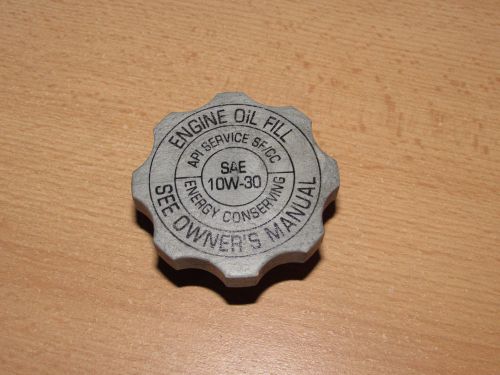 ENGINE OiL FILL
API SERVICE SF/CC
SAE
10W-30
ENERGY CONSERVING
SEE OWNER'S MANUAL